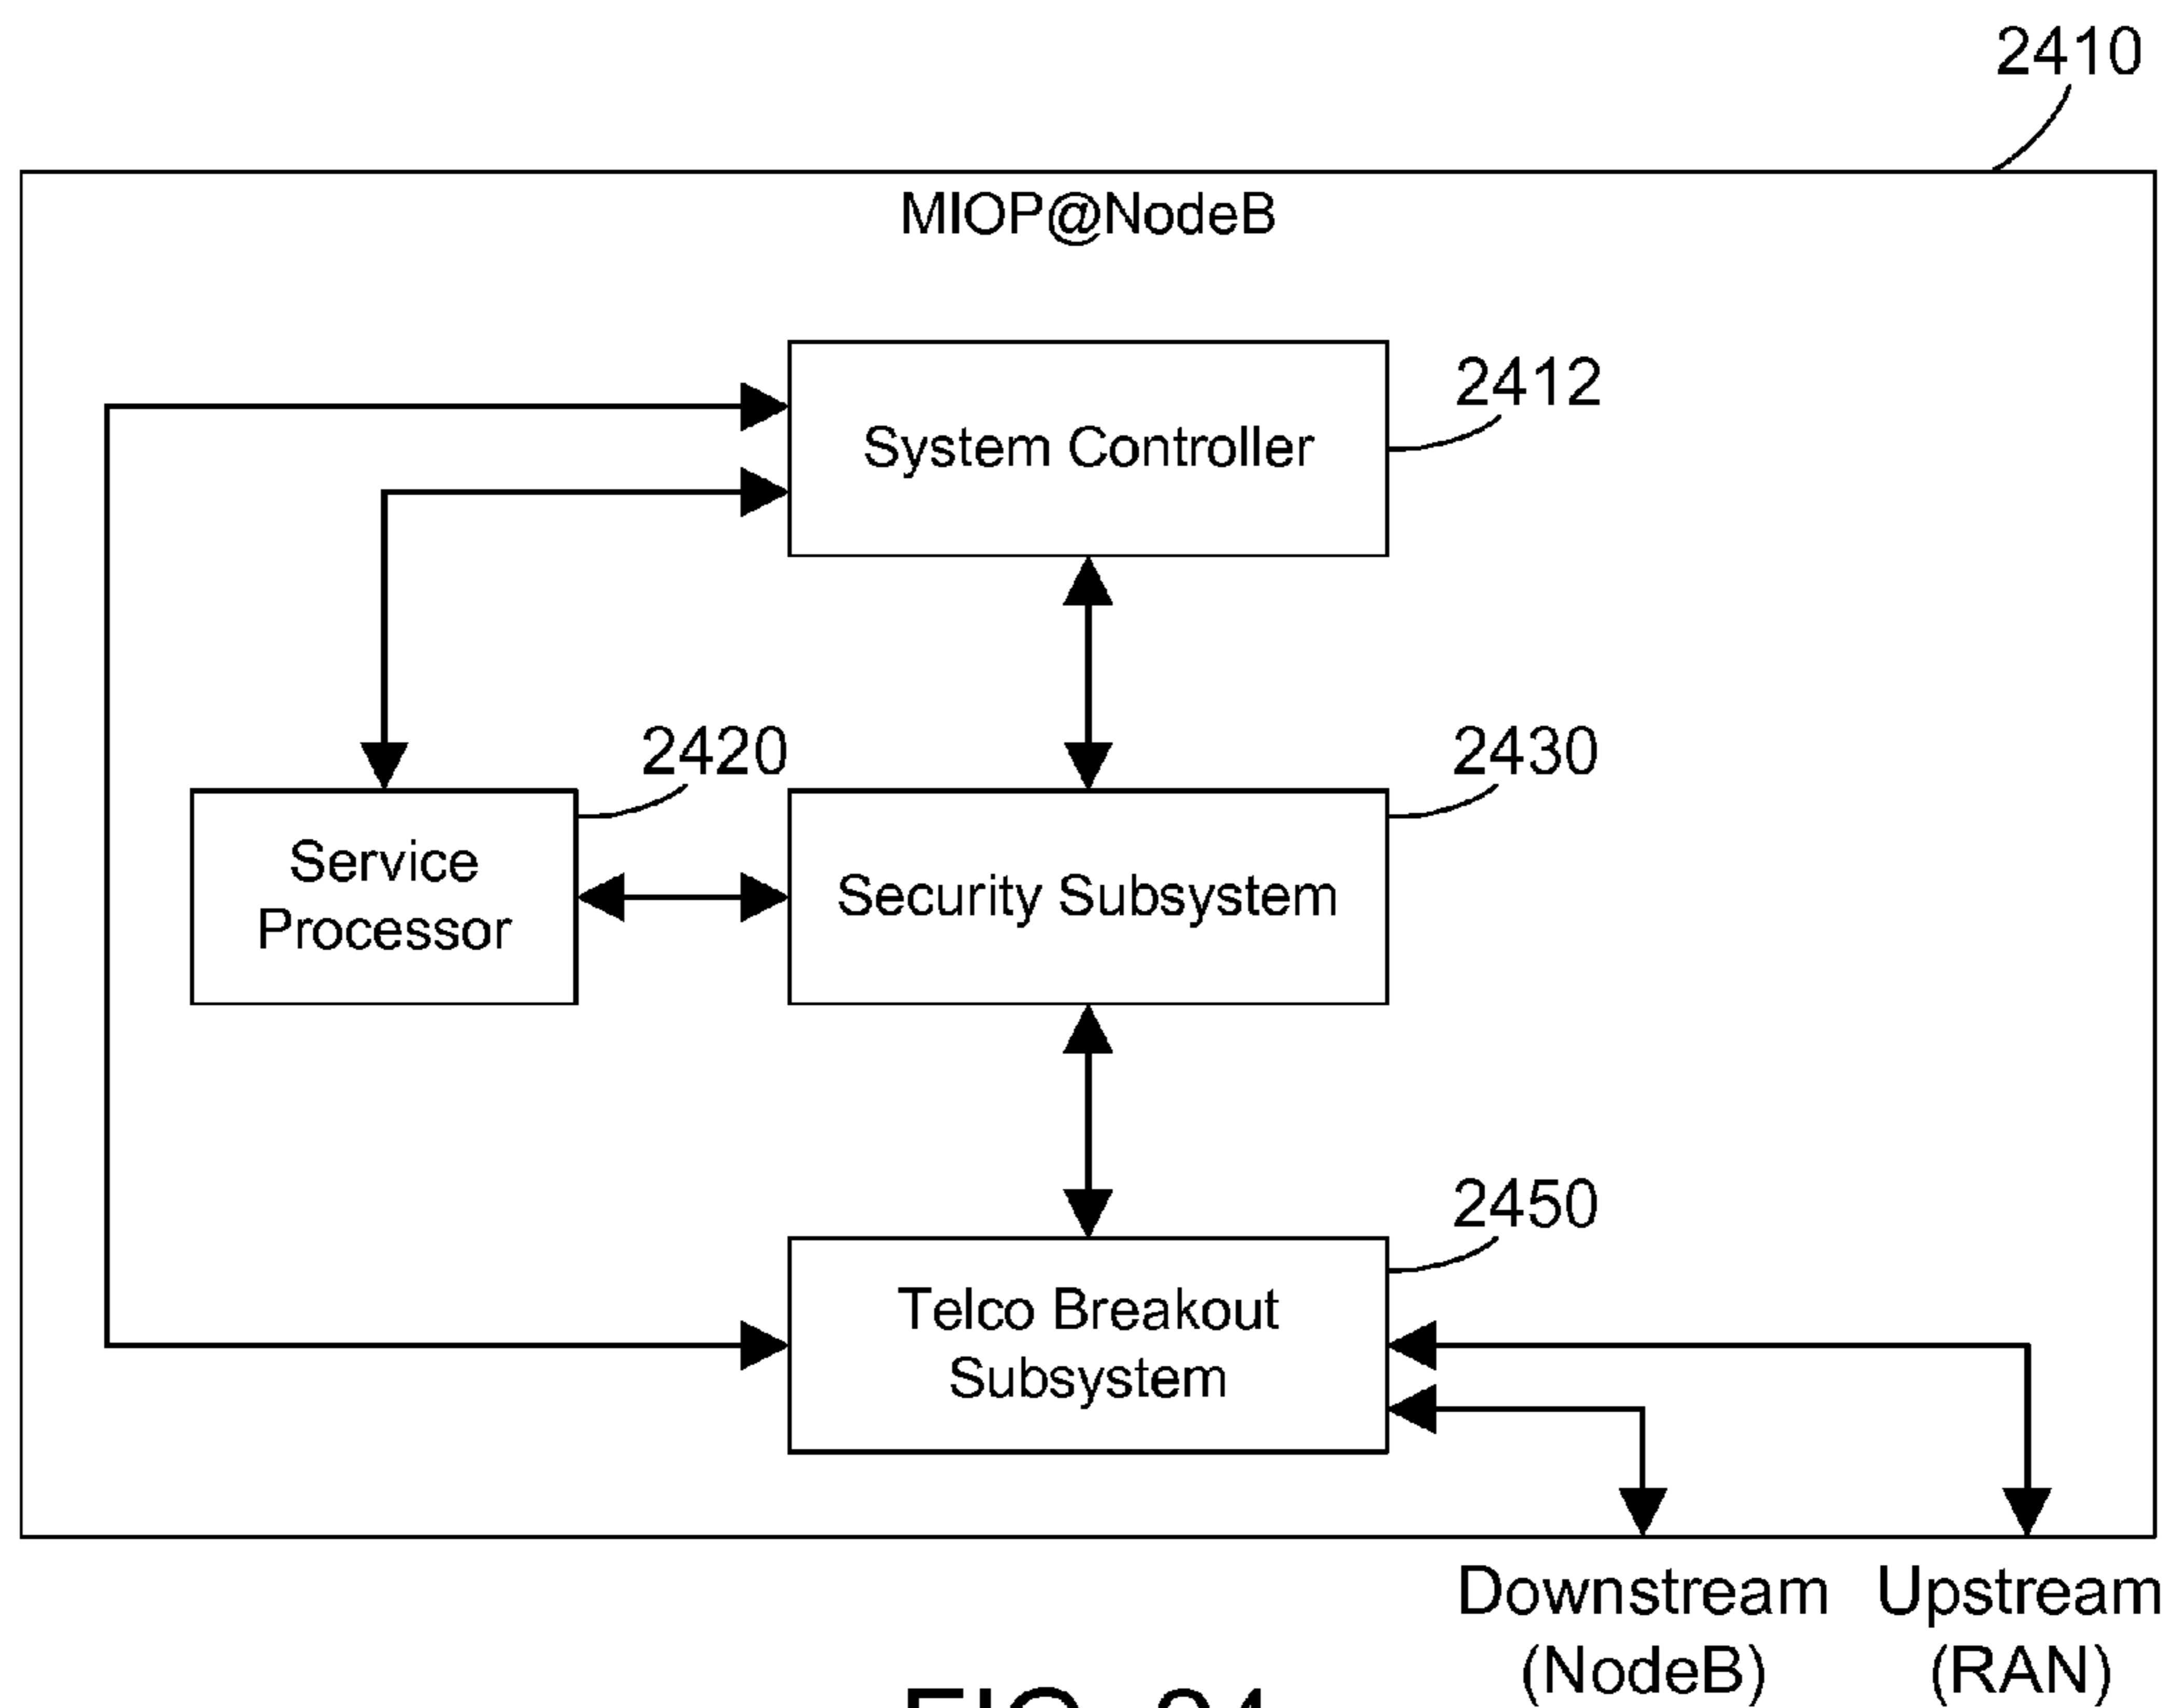 2410
MIOP@NodeB
2412
System Controller
2420
2430
Service
Processor
Security Subsystem
2450
Telco Breakout
Subsystem
Downstream
(NodeB)
Upstream
(RAN)